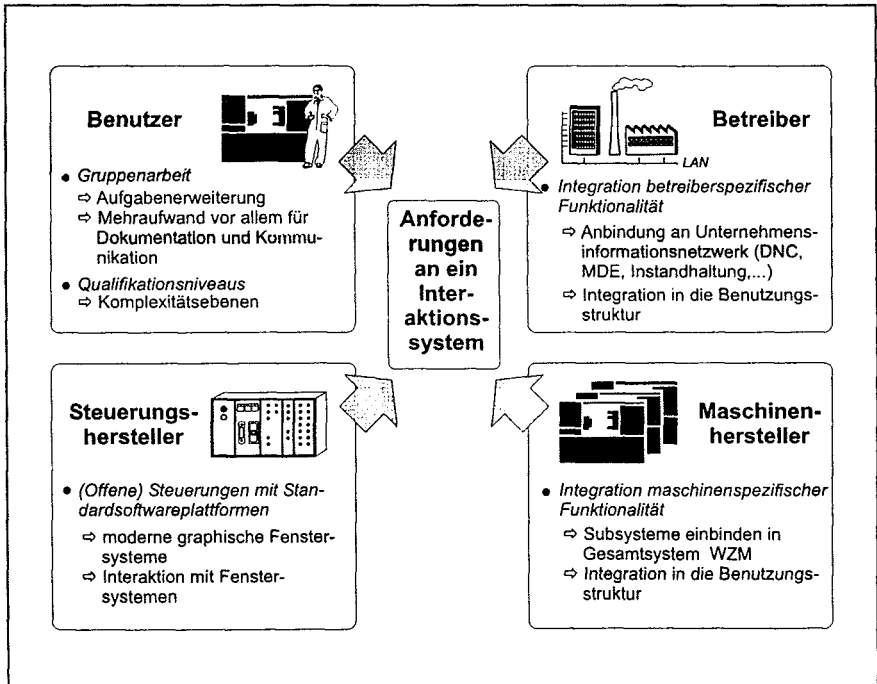 Benutzer
● Gruppenarbeit
⇨ Aufgabenerweiterung
⇨ Mehraufwand vor allem für
Dokumentation und Kommu-
nikation
● Qualifikationsniveaus
⇨ Komplexitätsebenen
Betreiber
LAN
● Integration betreiberspezifischer
Funktionalität
⇨ Anbindung an Unternehmens-
informationsnetzwerk (DNC,
MDE, Instandhaltung,...)
⇨ Integration in die Benutzungs-
struktur
Anforde-
rungen
an ein
Inter-
aktions-
system
Steuerungs-
hersteller
● (Offene) Steuerungen mit Stan-
dardsoftwareplattformen
⇨ moderne graphische Fenster-
systeme
⇨ Interaktion mit Fenster-
systemen
Maschinen-
hersteller
● Integration maschinenspezifischer
Funktionalität
⇨ Subsysteme einbinden in
Gesamtsystem WZM
⇨ Integration in die Benutzungs-
struktur